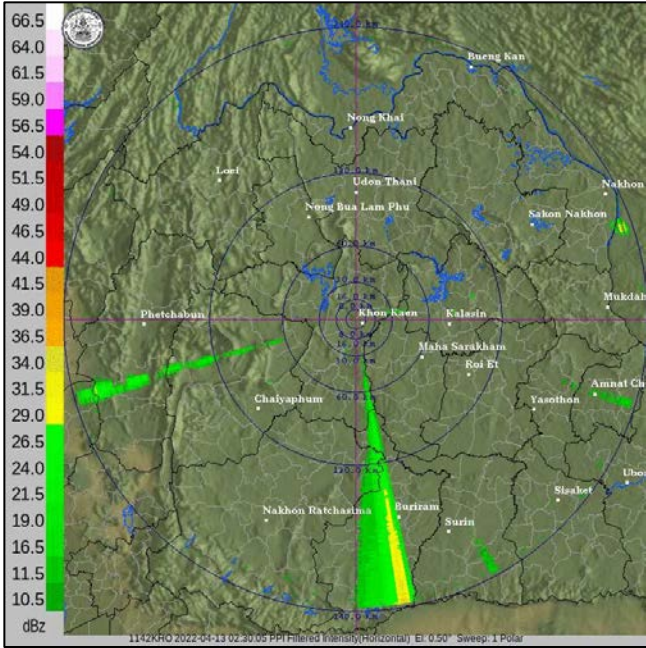 66.5
64.0
61.5
59.0
56.5
54.0
51.5
49.0
46.5
44.0
41.5
39.0
36.5
34.0
31.5
29.0
26.5
24.0
21.5
19.0
16.5
14.0
11.5
10.5
dBz
Bueng Kan
Nong Khai
Loei
Udon Thani
Nakhon
Nong Bua Lam Phu
Sakon Nakhon
Mukdah
Phetchabun
Khon Kaen
Kalasin
Maha Sarakham
Roi Et
Chaiyaphum
Amnat Ch
Yasothon
Ubor
Sisaket
Nakhon Ratchasima
Buriram
Surin
1142KHO 2022-04-13 02:30:05 PPI Filtered Intensity(Horizontal) El: 0.50° Sweep: 1 Polar